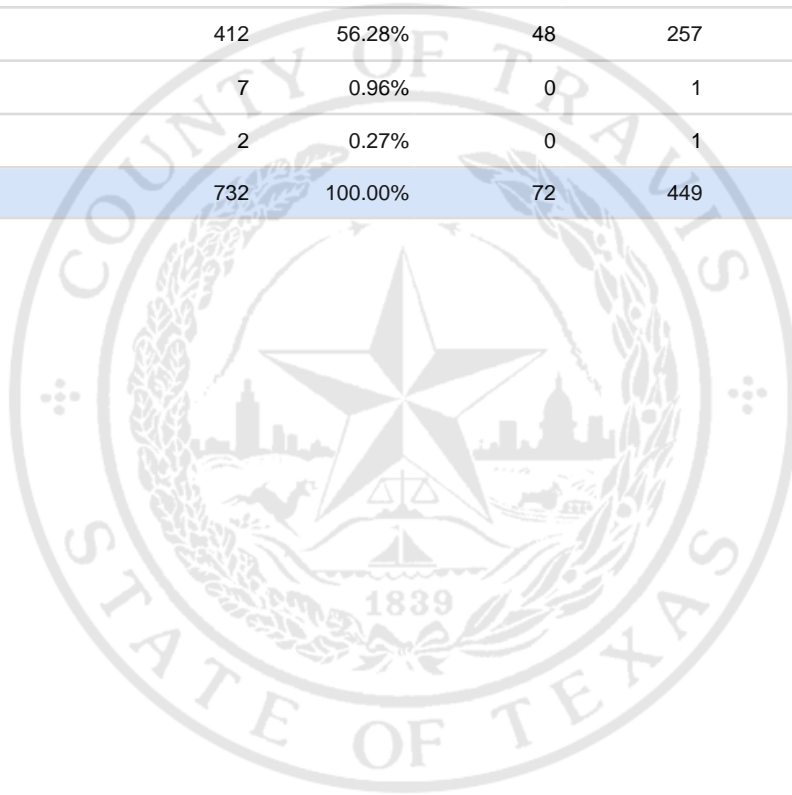 412 56.28% 48 257
7 0.96% 0 1
2 0.27% 0 1
732 100.00% 72 449
COUNTY OF TRAVIS
1839
STATE OF TEXAS